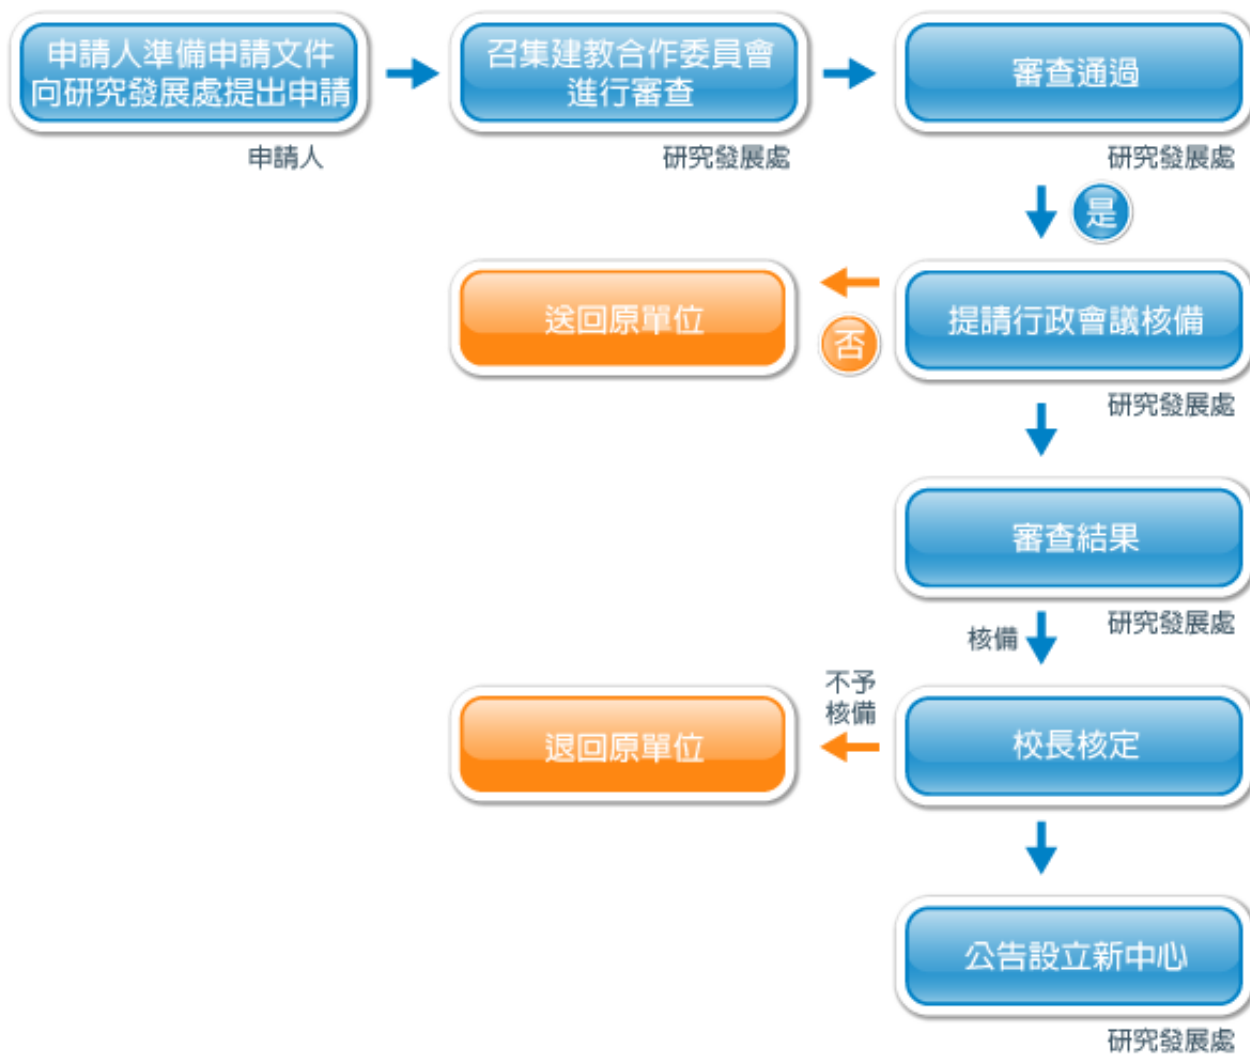 申請人準備申請文件
向研究發展處提出申請
申請人
召集建教合作委員會
進行審查
研究發展處
審查通過
研究發展處
是
提請行政會議核備
研究發展處
否
送回原單位
審查結果
研究發展處
核備
校長核定
不予
核備
退回原單位
公告設立新中心
研究發展處